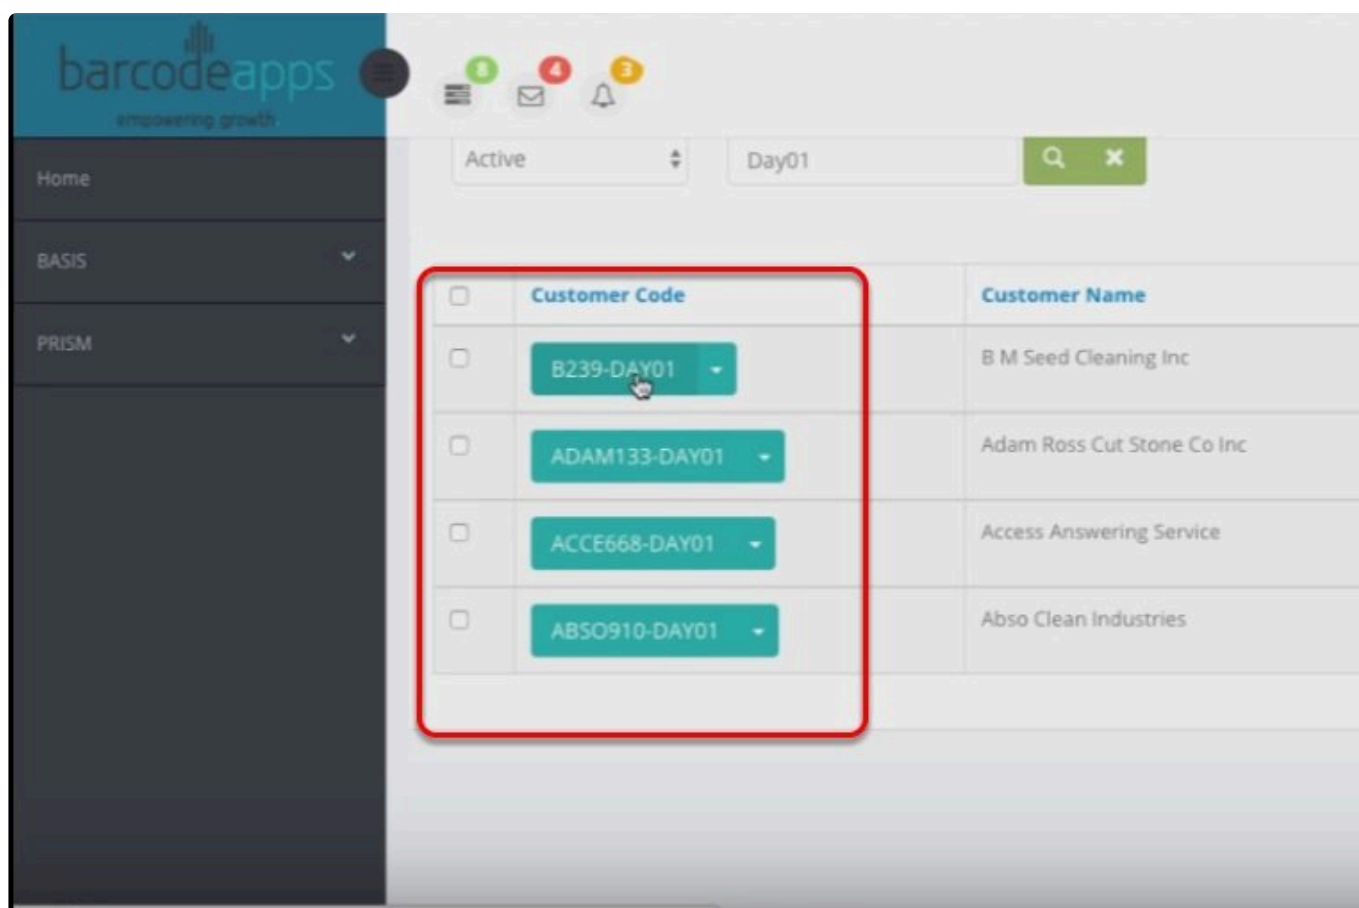 barcodeapps
empowering growth
8 4 3
Home
BASIS
PRISM
Active Day01
Customer Code Customer Name
B239-DAY01 B M Seed Cleaning Inc
ADAM133-DAY01 Adam Ross Cut Stone Co Inc
ACCE668-DAY01 Access Answering Service
ABSO910-DAY01 Abso Clean Industries